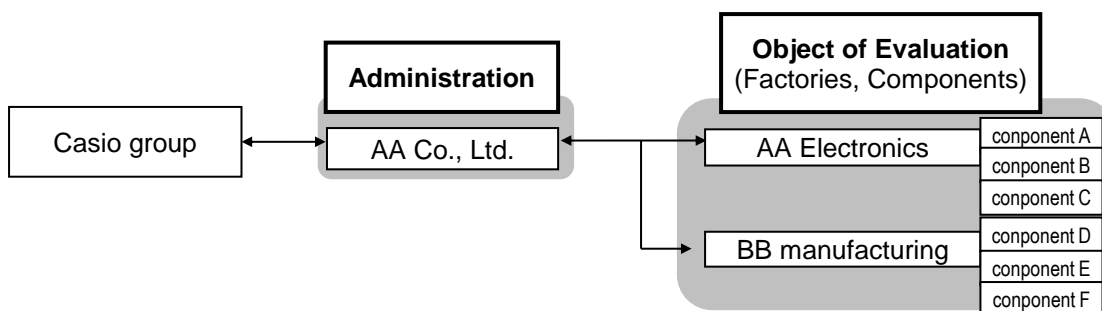 Object of Evaluation
(Factories, Components)
Administration
Casio group
AA Co., Ltd.
AA Electronics
conponent A
conponent B
conponent C
BB manufacturing
conponent D
conponent E
conponent F